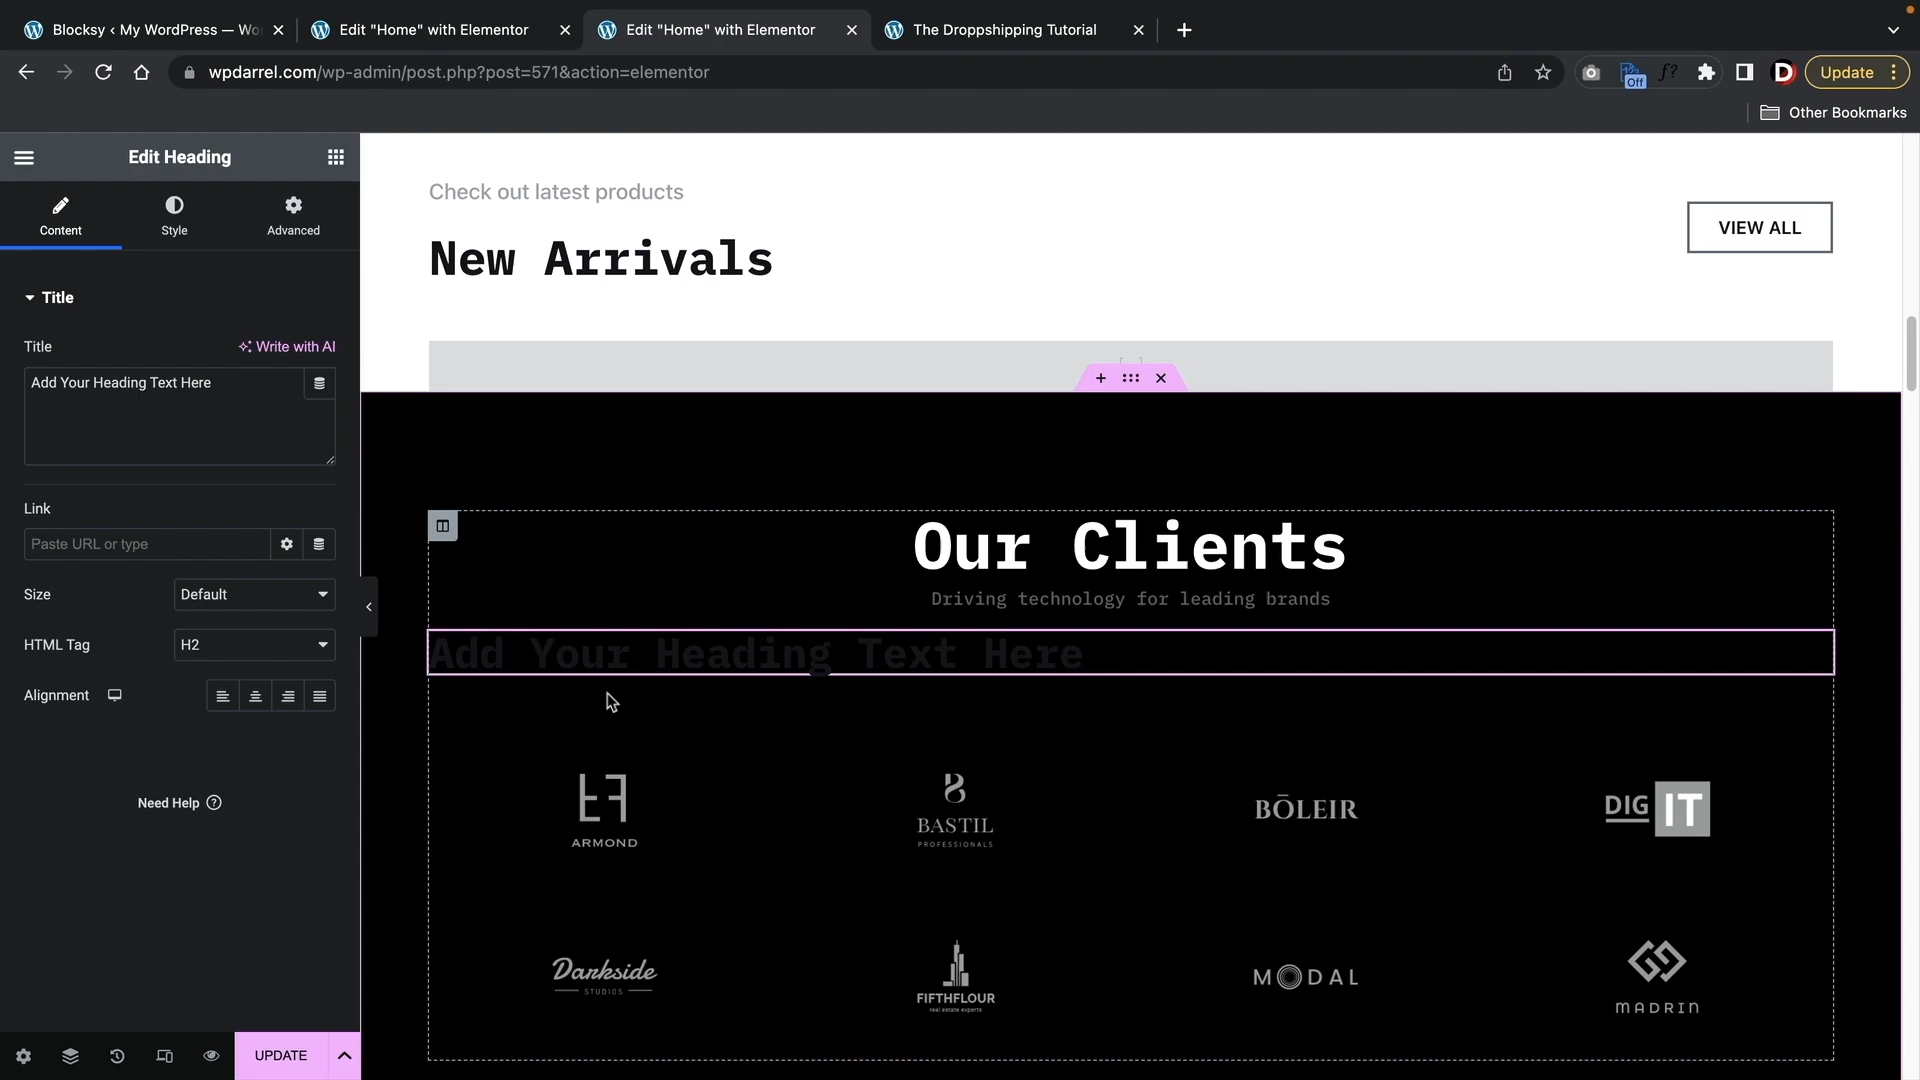 Blocksy ‹ My WordPress — Wo
Edit "Home" with Elementor
Edit "Home" with Elementor
The Droppshipping Tutorial
wpdarrel.com/wp-admin/post.php?post=571&action=elementor
Off
f?
D
Update
Other Bookmarks
Edit Heading
Content
Style
Advanced
Title
Title
Write with AI
Add Your Heading Text Here
Link
Paste URL or type
Size
Default
HTML Tag
H2
Alignment
Need Help
UPDATE
Check out latest products
New Arrivals
VIEW ALL
Our Clients
Driving technology for leading brands
Add Your Heading Text Here
ARMOND
BASTIL
PROFESSIONALS
BŌLEIR
DIG IT
Darkside
STUDIOS
FIFTHFLOUR
real estate experts
MODAL
MADRIN